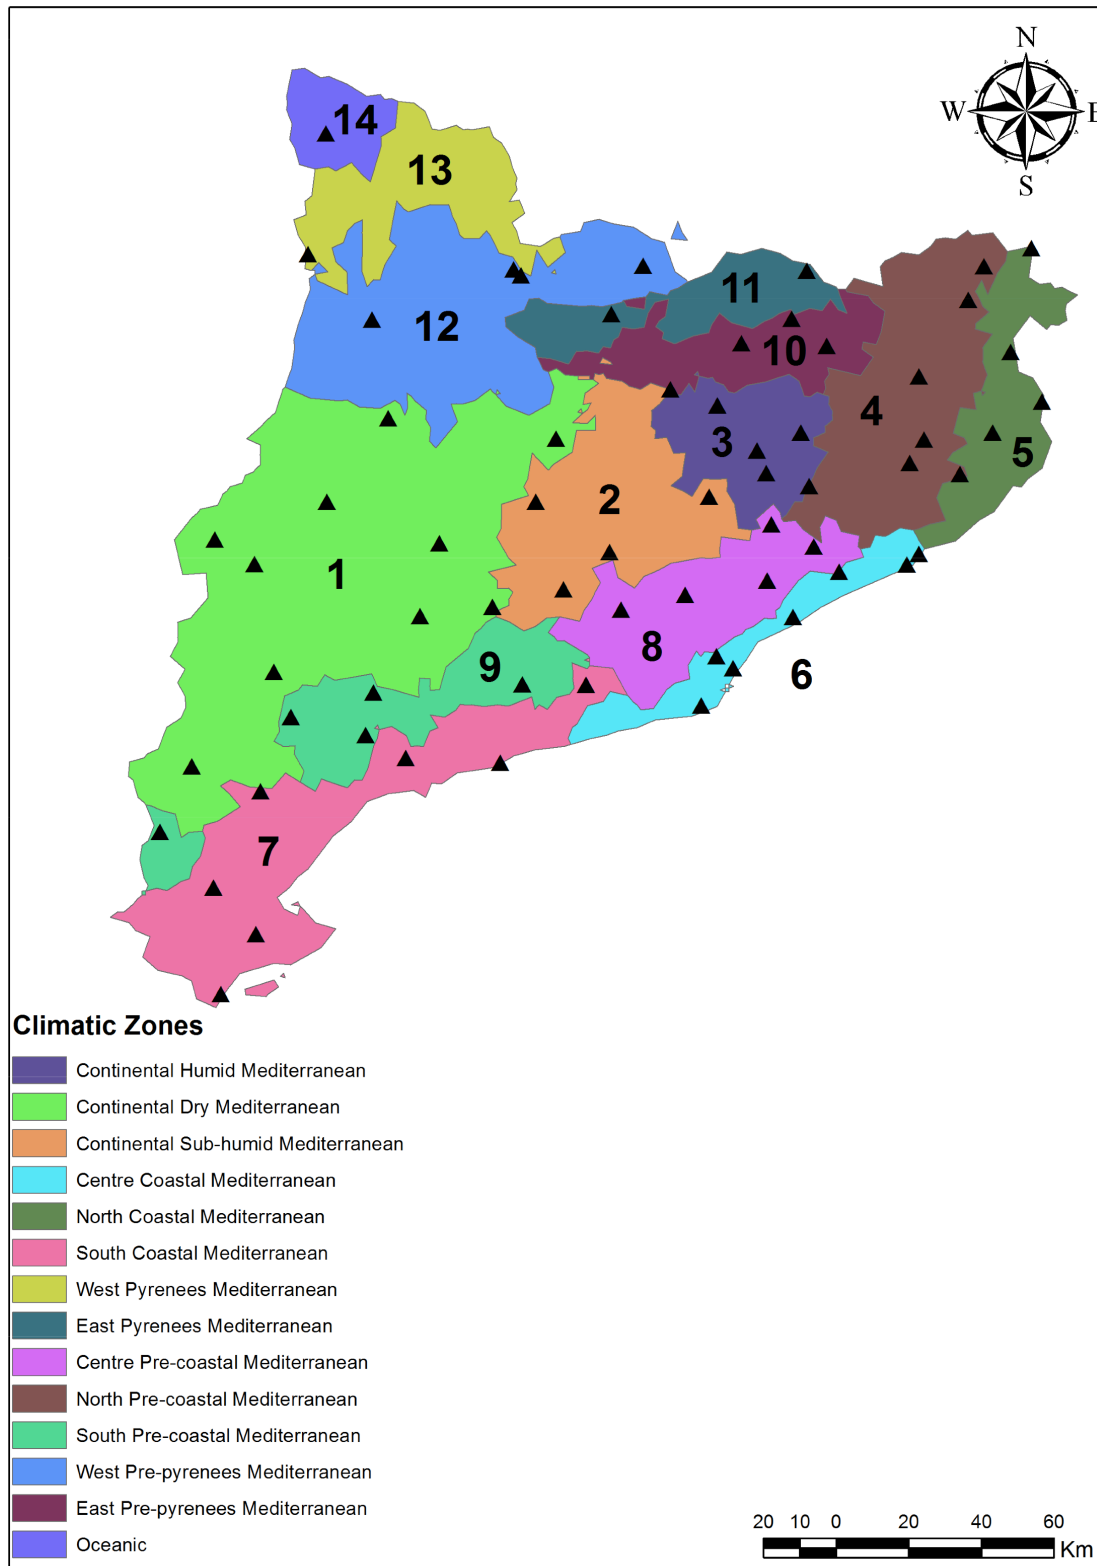 N
W
E
S
14
13
12
11
10
4
3
5
2
1
8
9
6
7
Climatic Zones
Continental Humid Mediterranean
Continental Dry Mediterranean
Continental Sub-humid Mediterranean
Centre Coastal Mediterranean
North Coastal Mediterranean
South Coastal Mediterranean
West Pyrenees Mediterranean
East Pyrenees Mediterranean
Centre Pre-coastal Mediterranean
North Pre-coastal Mediterranean
South Pre-coastal Mediterranean
West Pre-pyrenees Mediterranean
East Pre-pyrenees Mediterranean
Oceanic
20 10 0 20 40 60
Km